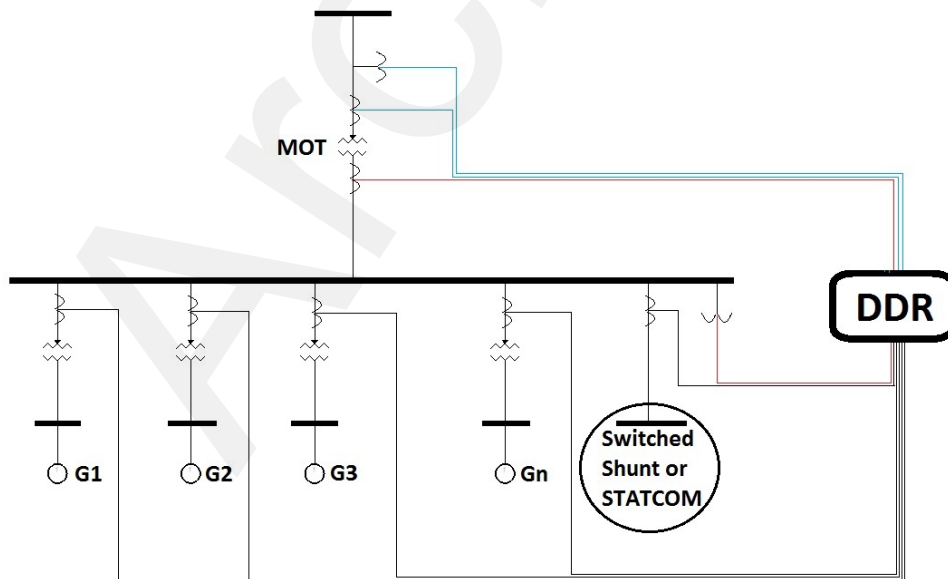 MOT
DDR
G1
G2
G3
Gn
Switched
Shunt or
STATCOM